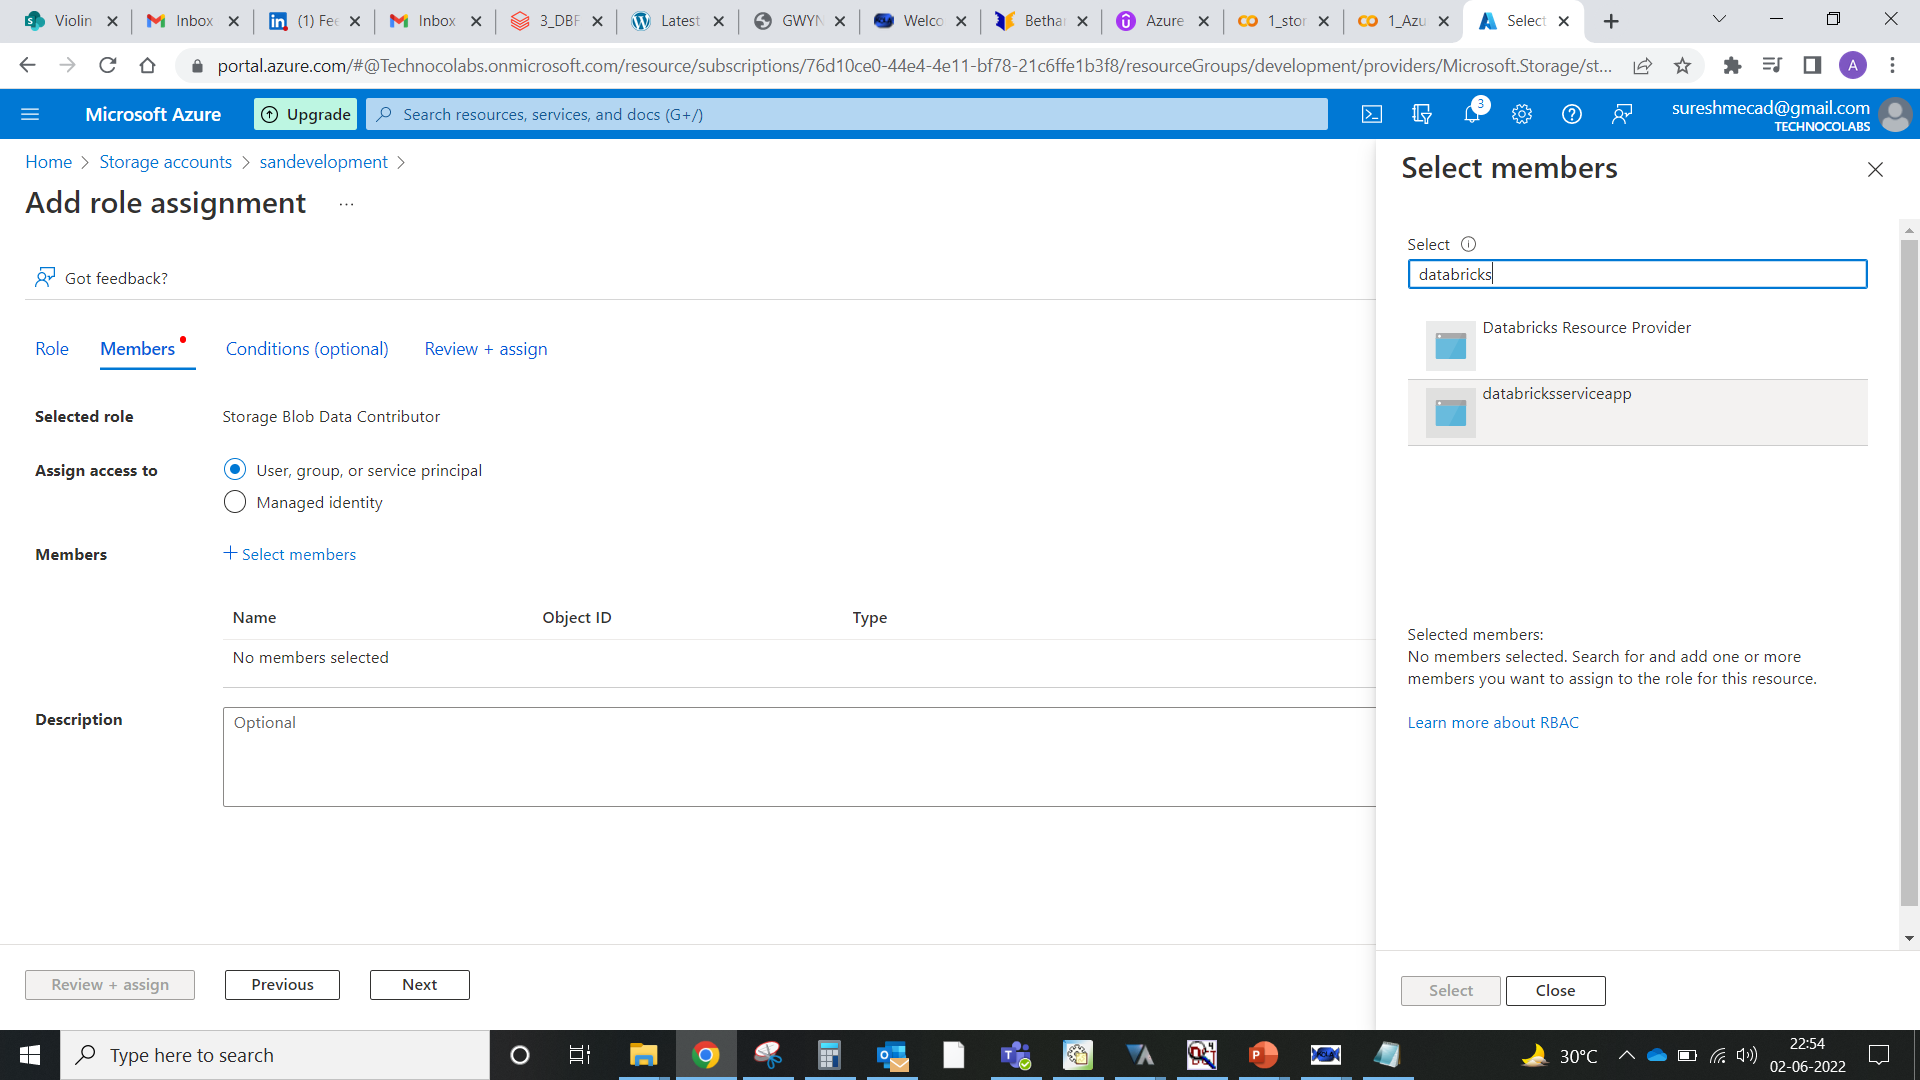 Violin
Inbox
(1) Fee
Inbox
3_DBF
Latest
GWYN
Welco
Bethar
Azure
1_stor
1_Azu
Select
portal.azure.com/#@Technocolabs.onmicrosoft.com/resource/subscriptions/76d10ce0-44e4-4e11-bf78-21c6ffe1b3f8/resourceGroups/development/providers/Microsoft.Storage/st...
A
Microsoft Azure
Upgrade
Search resources, services, and docs (G+/)
3
sureshmecad@gmail.com
TECHNOCOLABS
Home > Storage accounts > sandevelopment >
Add role assignment ...
Got feedback?
Role
Members
Conditions (optional)
Review + assign
Selected role
Storage Blob Data Contributor
Assign access to
User, group, or service principal
Managed identity
Members
+ Select members
Name
Object ID
Type
No members selected
Description
Optional
Review + assign
Previous
Next
Select members
Select
databricks
Databricks Resource Provider
databricksserviceapp
Selected members:
No members selected. Search for and add one or more
members you want to assign to the role for this resource.
Learn more about RBAC
Select
Close
Type here to search
30°C
22:54
02-06-2022